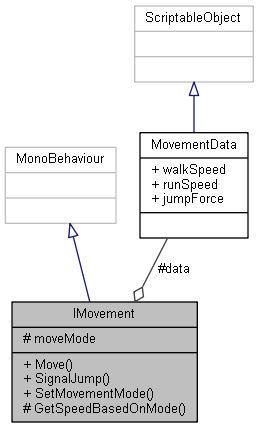 ScriptableObject
MovementData
+ walkSpeed
+ runSpeed
+ jumpForce
MonoBehaviour
#data
IMovement
# moveMode
+ Move()
+ SignalJump()
+ SetMovementMode()
# GetSpeedBasedOnMode()